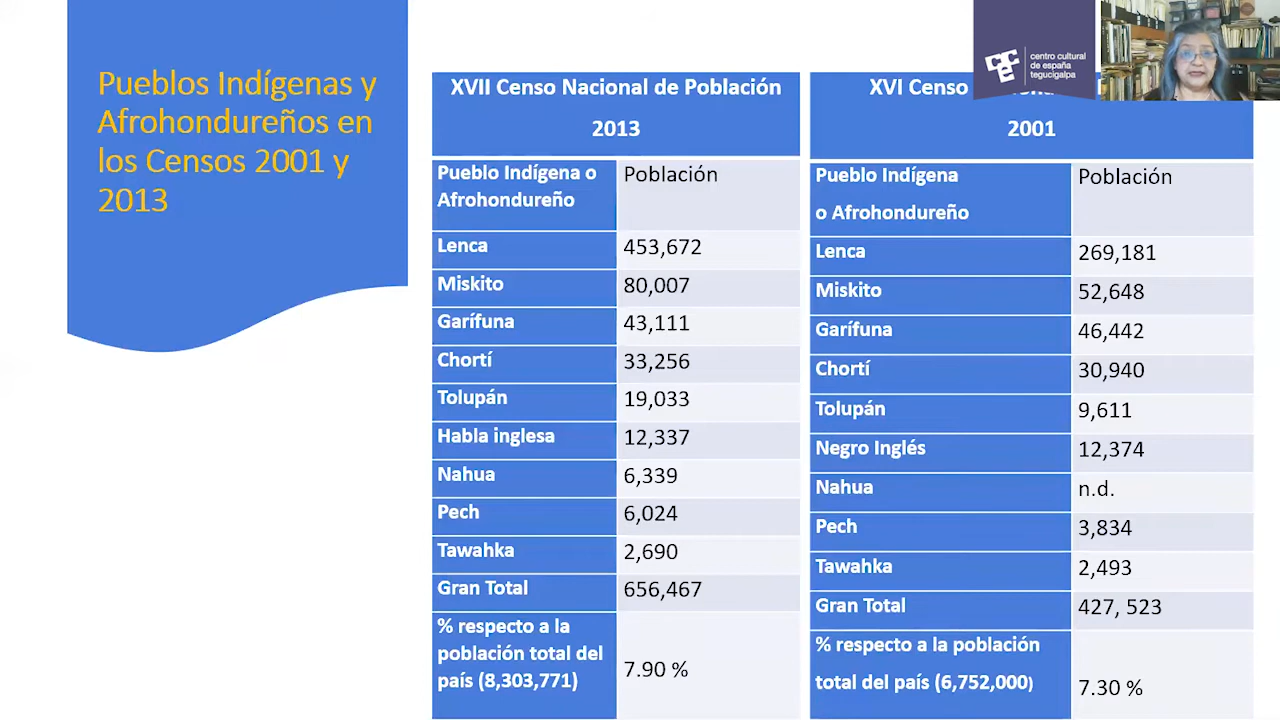 Pueblos Indígenas y
Afrohondureños en
los Censos 2001 y
2013
XVII Censo Nacional de Población
2013
Pueblo Indígena o
Afrohondureño
Población
Lenca
453,672
Miskito
80,007
Garífuna
43,111
Chortí
33,256
Tolupán
19,033
Habla inglesa
12,337
Nahua
6,339
Pech
6,024
Tawahka
2,690
Gran Total
656,467
% respecto a la
población total del
país (8,303,771)
7.90 %
XVI Censo
2001
Pueblo Indígena
o Afrohondureño
Población
Lenca
269,181
Miskito
52,648
Garífuna
46,442
Chortí
30,940
Tolupán
9,611
Negro Inglés
12,374
Nahua
n.d.
Pech
3,834
Tawahka
2,493
Gran Total
427, 523
% respecto a la población
total del país (6,752,000)
7.30 %
centro cultural
de españa
tegucigalpa